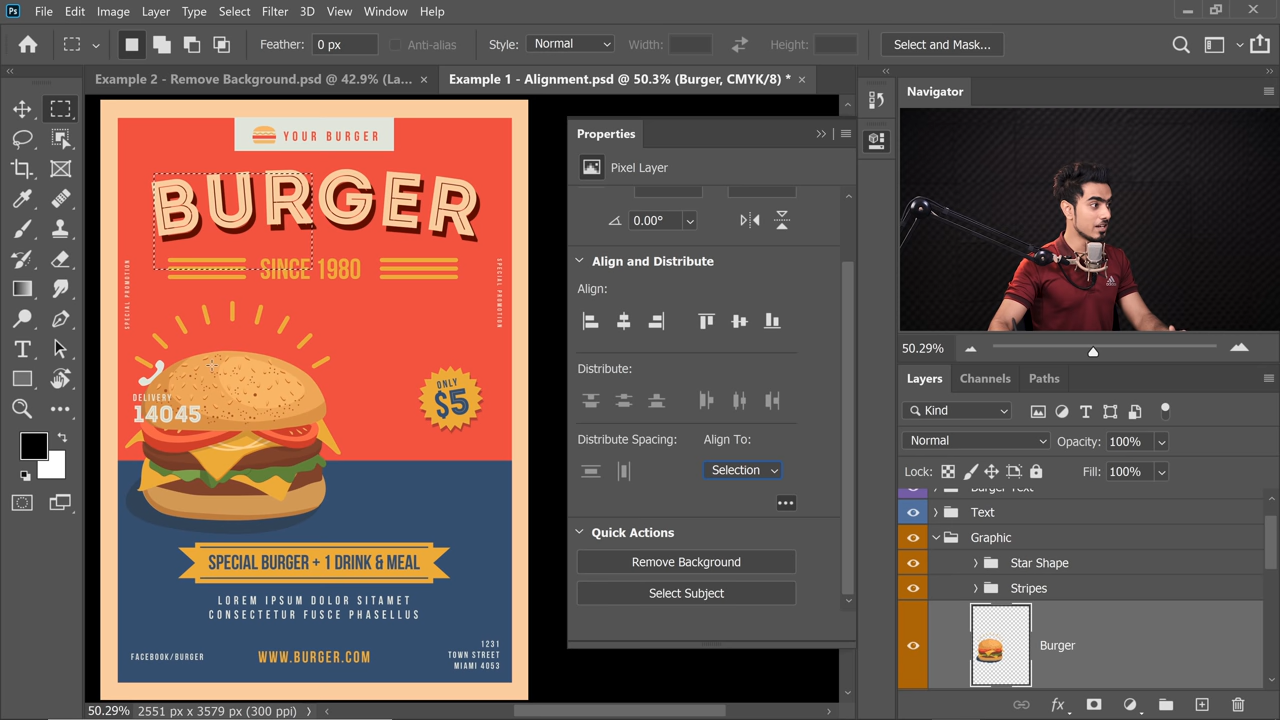 Ps File Edit Image Layer Type Select Filter 3D View Window Help
Feather: 0 px Anti-alias Style: Normal Width: Height: Select and Mask...
Example 2 - Remove Background.psd @ 42.9% (La... × Example 1 - Alignment.psd @ 50.3% (Burger, CMYK/8) * ×
YOUR BURGER
BURGER
SINCE 1980
SPECIAL PROMOTION
SPECIAL PROMOTION
DELIVERY
14045
ONLY
$5
SPECIAL BURGER + 1 DRINK & MEAL
LOREM IPSUM DOLOR SITAMET
CONSECTETUR FUSCE PHASELLUS
FACEBOOK/BURGER
WWW.BURGER.COM
1231
TOWN STREET
MIAMI 4053
50.29% 2551 px x 3579 px (300 ppi)
Properties
Pixel Layer
0.00°
Align and Distribute
Align:
Distribute:
Distribute Spacing: Align To:
Selection
Quick Actions
Remove Background
Select Subject
Navigator
adidas
50.29%
Layers Channels Paths
Kind
Normal Opacity: 100%
Lock: Fill: 100%
Burger Text
Text
Graphic
Star Shape
Stripes
Burger